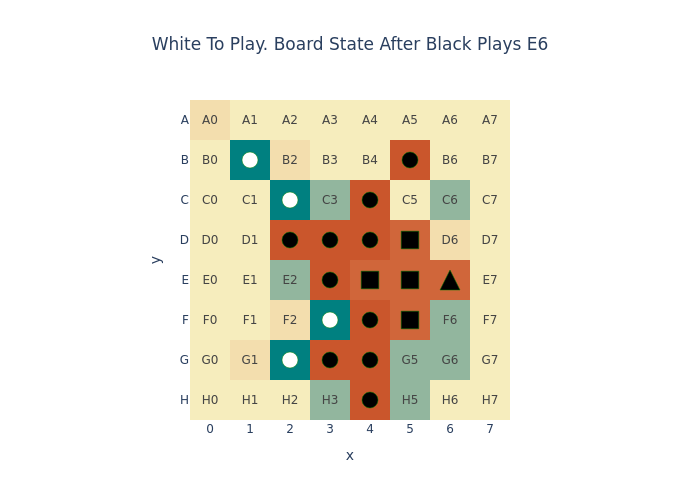 White To Play. Board State After Black Plays E6
A A0 A1 A2 A3 A4 A5 A6 A7
B B0 B2 B3 B4 B6 B7
C C0 C1 C3 C5 C6 C7
D D0 D1 D6 D7
y
E E0 E1 E2 E7
F F0 F1 F2 F6 F7
G G0 G1 G5 G6 G7
H H0 H1 H2 H3 H5 H6 H7
0 1 2 3 4 5 6 7
x